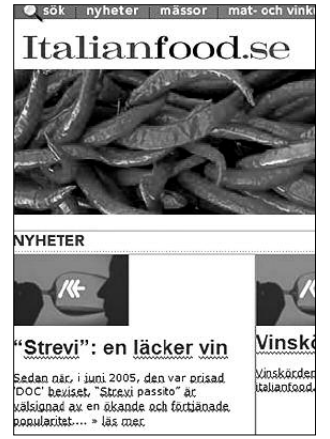 sök | nyheter | mässor | mat- och vink
Italianfood.se
NYHETER
“Strevi”: en läcker vin
Sedan när, i juni 2005, den var prisad
'DOC' beviset, “Strevi passito” är
välsignad av en ökande och förtjänade
popularitet.... » läs mer
Vinskö
Vinskörden
italianfood.